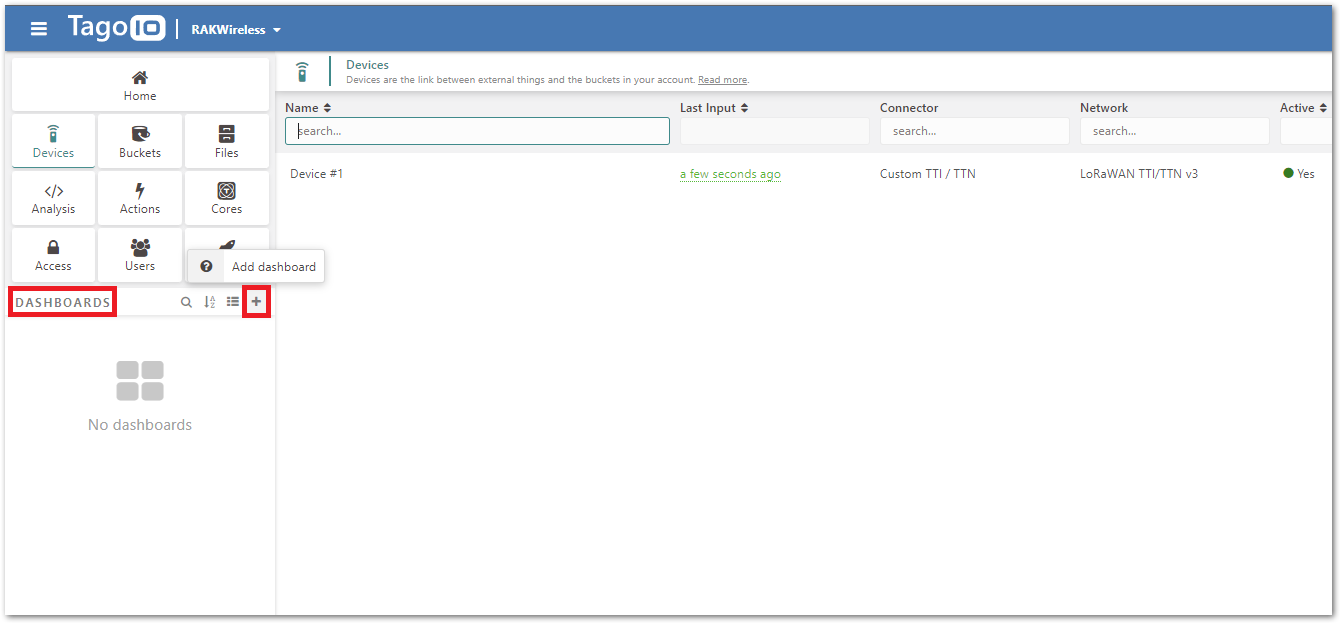 TagoIO | RAKWireless
Home
Devices Buckets Files
Analysis Actions Cores
Access Users
? Add dashboard
DASHBOARDS
No dashboards
Devices
Devices are the link between external things and the buckets in your account. Read more.
Name Last Input Connector Network Active
search... search... search...
Device #1 a few seconds ago Custom TTI / TTN LoRaWAN TTI/TTN v3 Yes